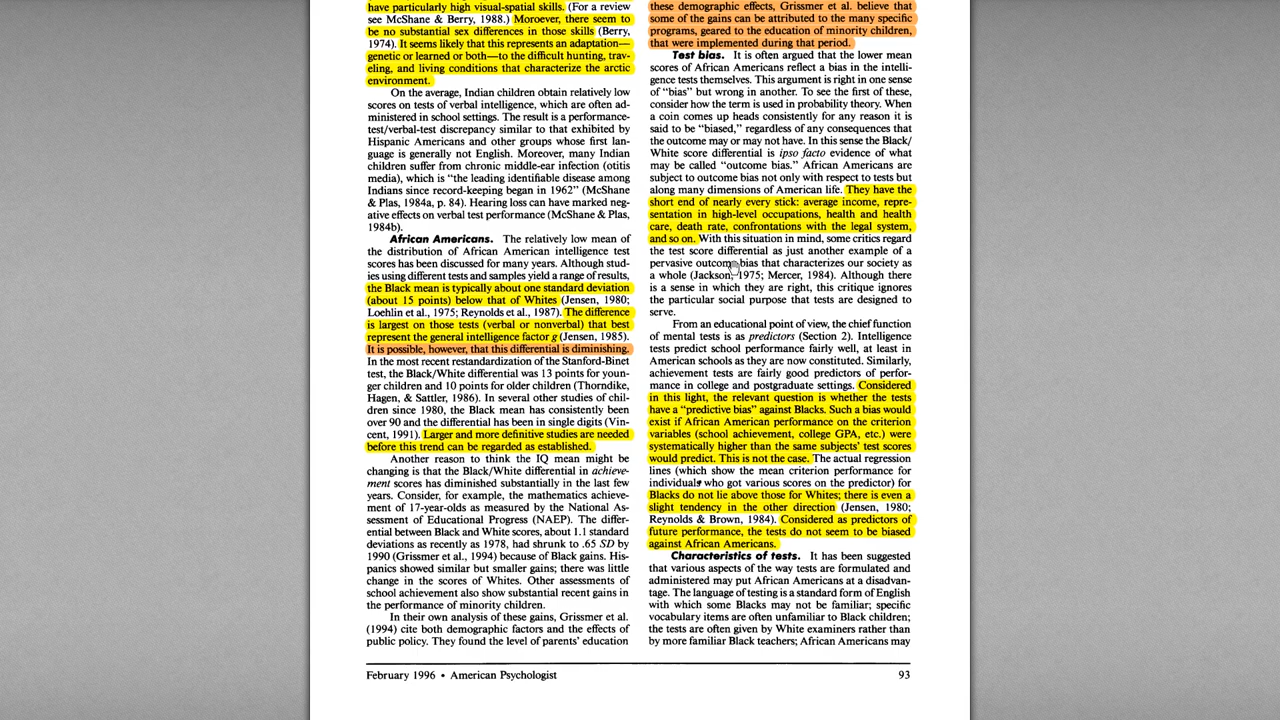 have particularly high visual-spatial skills. (For a review
see McShane & Berry, 1988.) Moroever, there seem to
be no substantial sex differences in those skills (Berry,
1974). It seems likely that this represents an adaptation—
genetic or learned or both—to the difficult hunting, trav-
eling, and living conditions that characterize the arctic
environment.
On the average, Indian children obtain relatively low
scores on tests of verbal intelligence, which are often ad-
ministered in school settings. The result is a performance-
test/verbal-test discrepancy similar to that exhibited by
Hispanic Americans and other groups whose first lan-
guage is generally not English. Moreover, many Indian
children suffer from chronic middle-ear infection (otitis
media), which is “the leading identifiable disease among
Indians since record-keeping began in 1962” (McShane
& Plas, 1984a, p. 84). Hearing loss can have marked neg-
ative effects on verbal test performance (McShane & Plas,
1984b).
African Americans. The relatively low mean of
the distribution of African American intelligence test
scores has been discussed for many years. Although stud-
ies using different tests and samples yield a range of results,
the Black mean is typically about one standard deviation
(about 15 points) below that of Whites (Jensen, 1980;
Loehlin et al., 1975; Reynolds et al., 1987). The difference
is largest on those tests (verbal or nonverbal) that best
represent the general intelligence factor g (Jensen, 1985).
It is possible, however, that this differential is diminishing.
In the most recent restandardization of the Stanford-Binet
test, the Black/White differential was 13 points for youn-
ger children and 10 points for older children (Thorndike,
Hagen, & Sattler, 1986). In several other studies of chil-
dren since 1980, the Black mean has consistently been
over 90 and the differential has been in single digits (Vin-
cent, 1991). Larger and more definitive studies are needed
before this trend can be regarded as established.
Another reason to think the IQ mean might be
changing is that the Black/White differential in achieve-
ment scores has diminished substantially in the last few
years. Consider, for example, the mathematics achieve-
ment of 17-year-olds as measured by the National As-
sessment of Educational Progress (NAEP). The differ-
ential between Black and White scores, about 1.1 standard
deviations as recently as 1978, had shrunk to .65 SD by
1990 (Grissmer et al., 1994) because of Black gains. His-
panics showed similar but smaller gains; there was little
change in the scores of Whites. Other assessments of
school achievement also show substantial recent gains in
the performance of minority children.
In their own analysis of these gains, Grissmer et al.
(1994) cite both demographic factors and the effects of
public policy. They found the level of parents' education
these demographic effects, Grissmer et al. believe that
some of the gains can be attributed to the many specific
programs, geared to the education of minority children,
that were implemented during that period.
Test bias. It is often argued that the lower mean
scores of African Americans reflect a bias in the intelli-
gence tests themselves. This argument is right in one sense
of “bias” but wrong in another. To see the first of these,
consider how the term is used in probability theory. When
a coin comes up heads consistently for any reason it is
said to be “biased,” regardless of any consequences that
the outcome may or may not have. In this sense the Black/
White score differential is ipso facto evidence of what
may be called “outcome bias.” African Americans are
subject to outcome bias not only with respect to tests but
along many dimensions of American life. They have the
short end of nearly every stick: average income, repre-
sentation in high-level occupations, health and health
care, death rate, confrontations with the legal system,
and so on. With this situation in mind, some critics regard
the test score differential as just another example of a
pervasive outcome bias that characterizes our society as
a whole (Jackson, 1975; Mercer, 1984). Although there
is a sense in which they are right, this critique ignores
the particular social purpose that tests are designed to
serve.
From an educational point of view, the chief function
of mental tests is as predictors (Section 2). Intelligence
tests predict school performance fairly well, at least in
American schools as they are now constituted. Similarly,
achievement tests are fairly good predictors of perfor-
mance in college and postgraduate settings. Considered
in this light, the relevant question is whether the tests
have a “predictive bias” against Blacks. Such a bias would
exist if African American performance on the criterion
variables (school achievement, college GPA, etc.) were
systematically higher than the same subjects' test scores
would predict. This is not the case. The actual regression
lines (which show the mean criterion performance for
individuals who got various scores on the predictor) for
Blacks do not lie above those for Whites; there is even a
slight tendency in the other direction (Jensen, 1980;
Reynolds & Brown, 1984). Considered as predictors of
future performance, the tests do not seem to be biased
against African Americans.
Characteristics of tests. It has been suggested
that various aspects of the way tests are formulated and
administered may put African Americans at a disadvan-
tage. The language of testing is a standard form of English
with which some Blacks may not be familiar; specific
vocabulary items are often unfamiliar to Black children;
the tests are often given by White examiners rather than
by more familiar Black teachers; African Americans may
February 1996 • American Psychologist
93